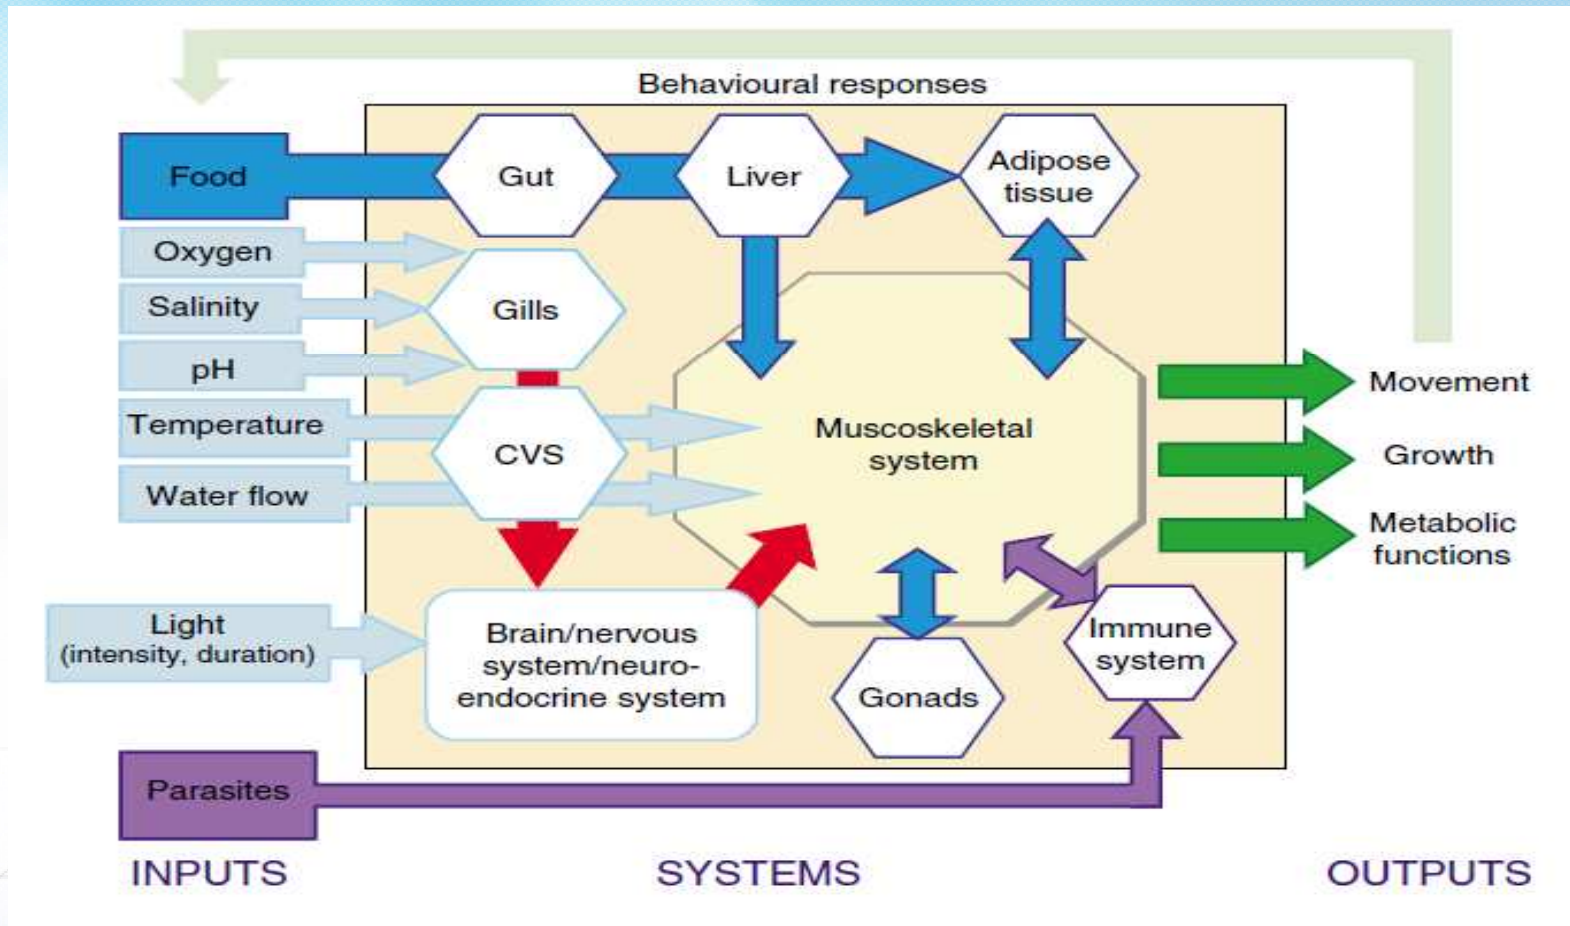 Behavioural responses
Food
Gut
Liver
Adipose
tissue
Oxygen
Salinity
Gills
pH
Temperature
CVS
Water flow
Muscoskeletal
system
Movement
Growth
Metabolic
functions
Light
(intensity, duration)
Brain/nervous
system/neuro-
endocrine system
Gonads
Immune
system
Parasites
INPUTS
SYSTEMS
OUTPUTS